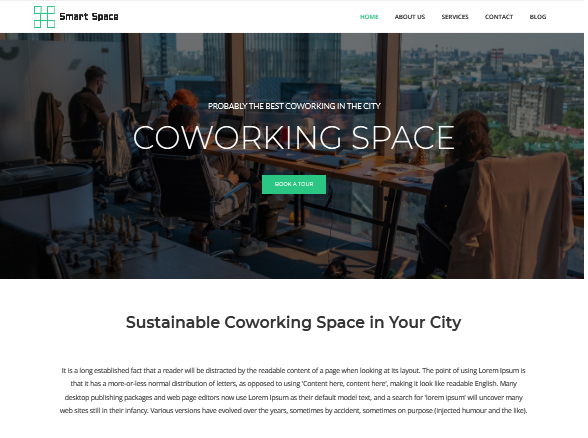 Smart Space
HOME ABOUT US SERVICES CONTACT BLOG
PROBABLY THE BEST COWORKING IN THE CITY
COWORKING SPACE
BOOK A TOUR
Sustainable Coworking Space in Your City
It is a long established fact that a reader will be distracted by the readable content of a page when looking at its layout. The point of using Lorem Ipsum is
that it has a more-or-less normal distribution of letters, as opposed to using 'Content here, content here', making it look like readable English. Many
desktop publishing packages and web page editors now use Lorem Ipsum as their default model text, and a search for 'lorem ipsum' will uncover many
web sites still in their infancy. Various versions have evolved over the years, sometimes by accident, sometimes on purpose (injected humour and the like).